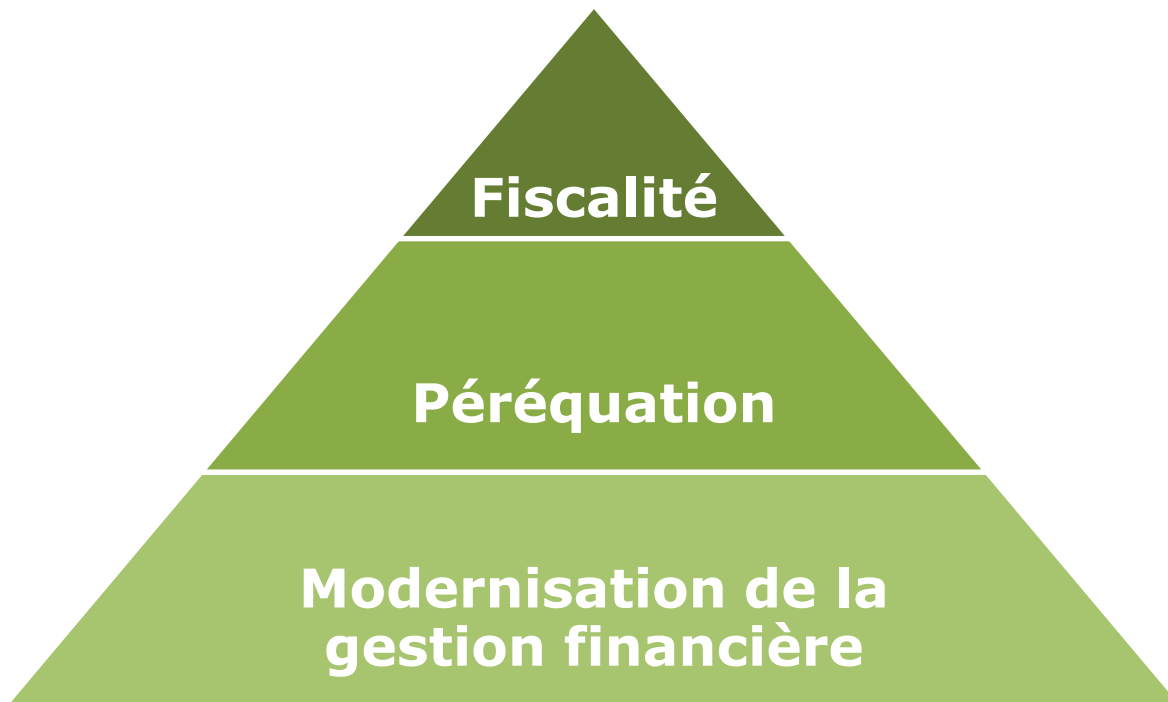 Fiscalité
Péréquation
Modernisation de la
gestion financière